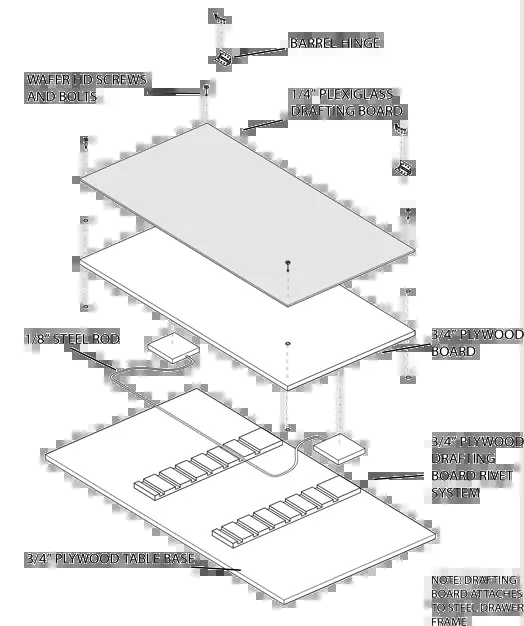 BARREL HINGE
WAFER HD SCREWS
AND BOLTS
1/4" PLEXIGLASS
DRAFTING BOARD
1/8" STEEL ROD
3/4" PLYWOOD
BOARD
3/4" PLYWOOD
DRAFTING
BOARD RIVET
SYSTEM
3/4" PLYWOOD TABLE BASE
NOTE: DRAFTING
BOARD ATTACHES
TO STEEL DRAWER
FRAME